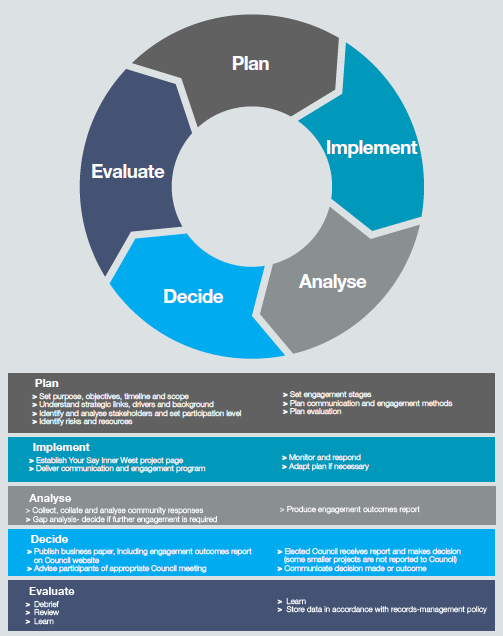 Plan
Implement
Analyse
Decide
Evaluate
Plan
> Set purpose, objectives, timeline and scope
> Understand strategic links, drivers and background
> Identify and analyse stakeholders and set participation level
> Identify risks and resources
> Set engagement stages
> Plan communication and engagement methods
> Plan evaluation
Implement
> Establish Your Say Inner West project page
> Deliver communication and engagement program
> Monitor and respond
> Adapt plan if necessary
Analyse
> Collect, collate and analyse community responses
> Gap analysis- decide if further engagement is required
> Produce engagement outcomes report
Decide
> Publish business paper, including engagement outcomes report
on Council website
> Advise participants of appropriate Council meeting
> Elected Council receives report and makes decision
(some smaller projects are not reported to Council)
> Communicate decision made or outcome
Evaluate
> Debrief
> Review
> Learn
> Learn
> Store data in accordance with records-management policy